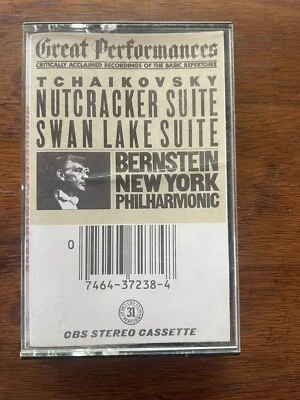 Great Performances
CRITICALLY ACCLAIMED RECORDINGS OF THE BASIC REPERTOIRE
TCHAIKOVSKY
NUTCRACKER SUITE
SWAN LAKE SUITE
BERNSTEIN
NEW YORK
PHILHARMONIC
0
7464-37238-4
31
CBS STEREO CASSETTE